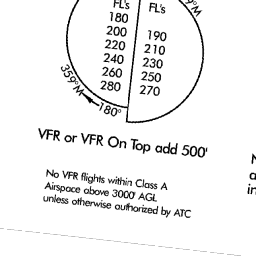 FL's FL's
180
190
200
210
220
230
240
250
260
270
280
359°M
180°
VFR or VFR On Top add 500'
No VFR flights within Class A
Airspace above 3000' AGL
unless otherwise authorized by ATC